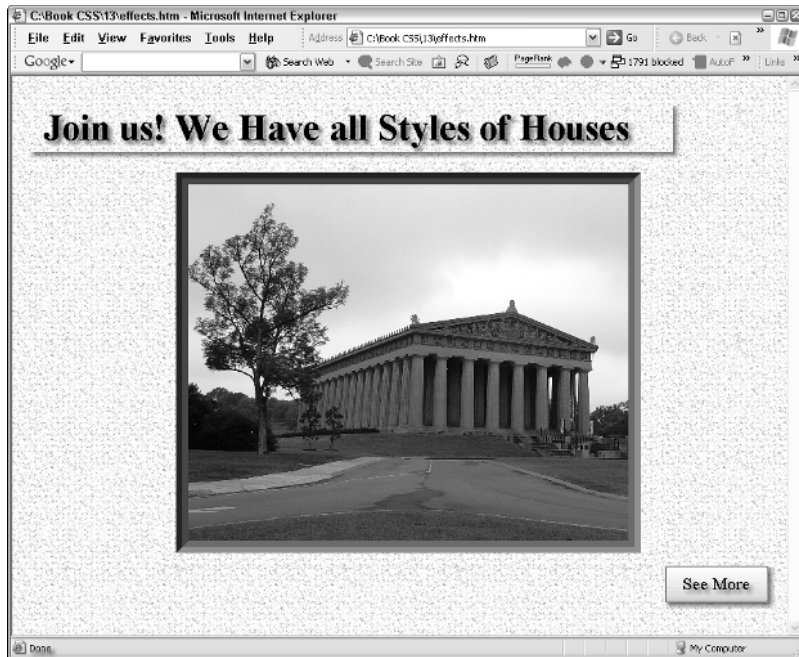 C:\Book CSS\13\effects.htm - Microsoft Internet Explorer
File Edit View Favorites Tools Help Address C:\Book CSS\13\effects.htm Go Back »
Google Search Web Search Site PageRank 1791 blocked AutoF » Links »
Join us! We Have all Styles of Houses
See More
Done My Computer